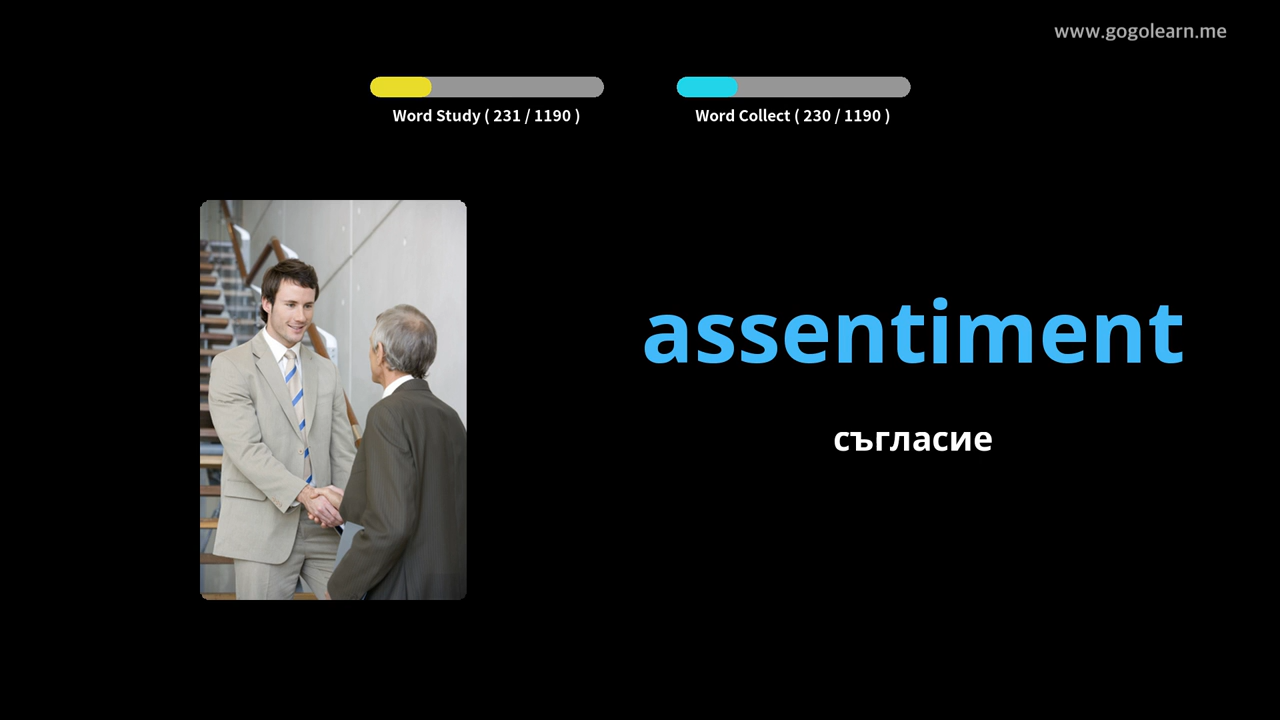 www.gogolearn.me
Word Study ( 231 / 1190 )
Word Collect ( 230 / 1190 )
assentiment
съгласие